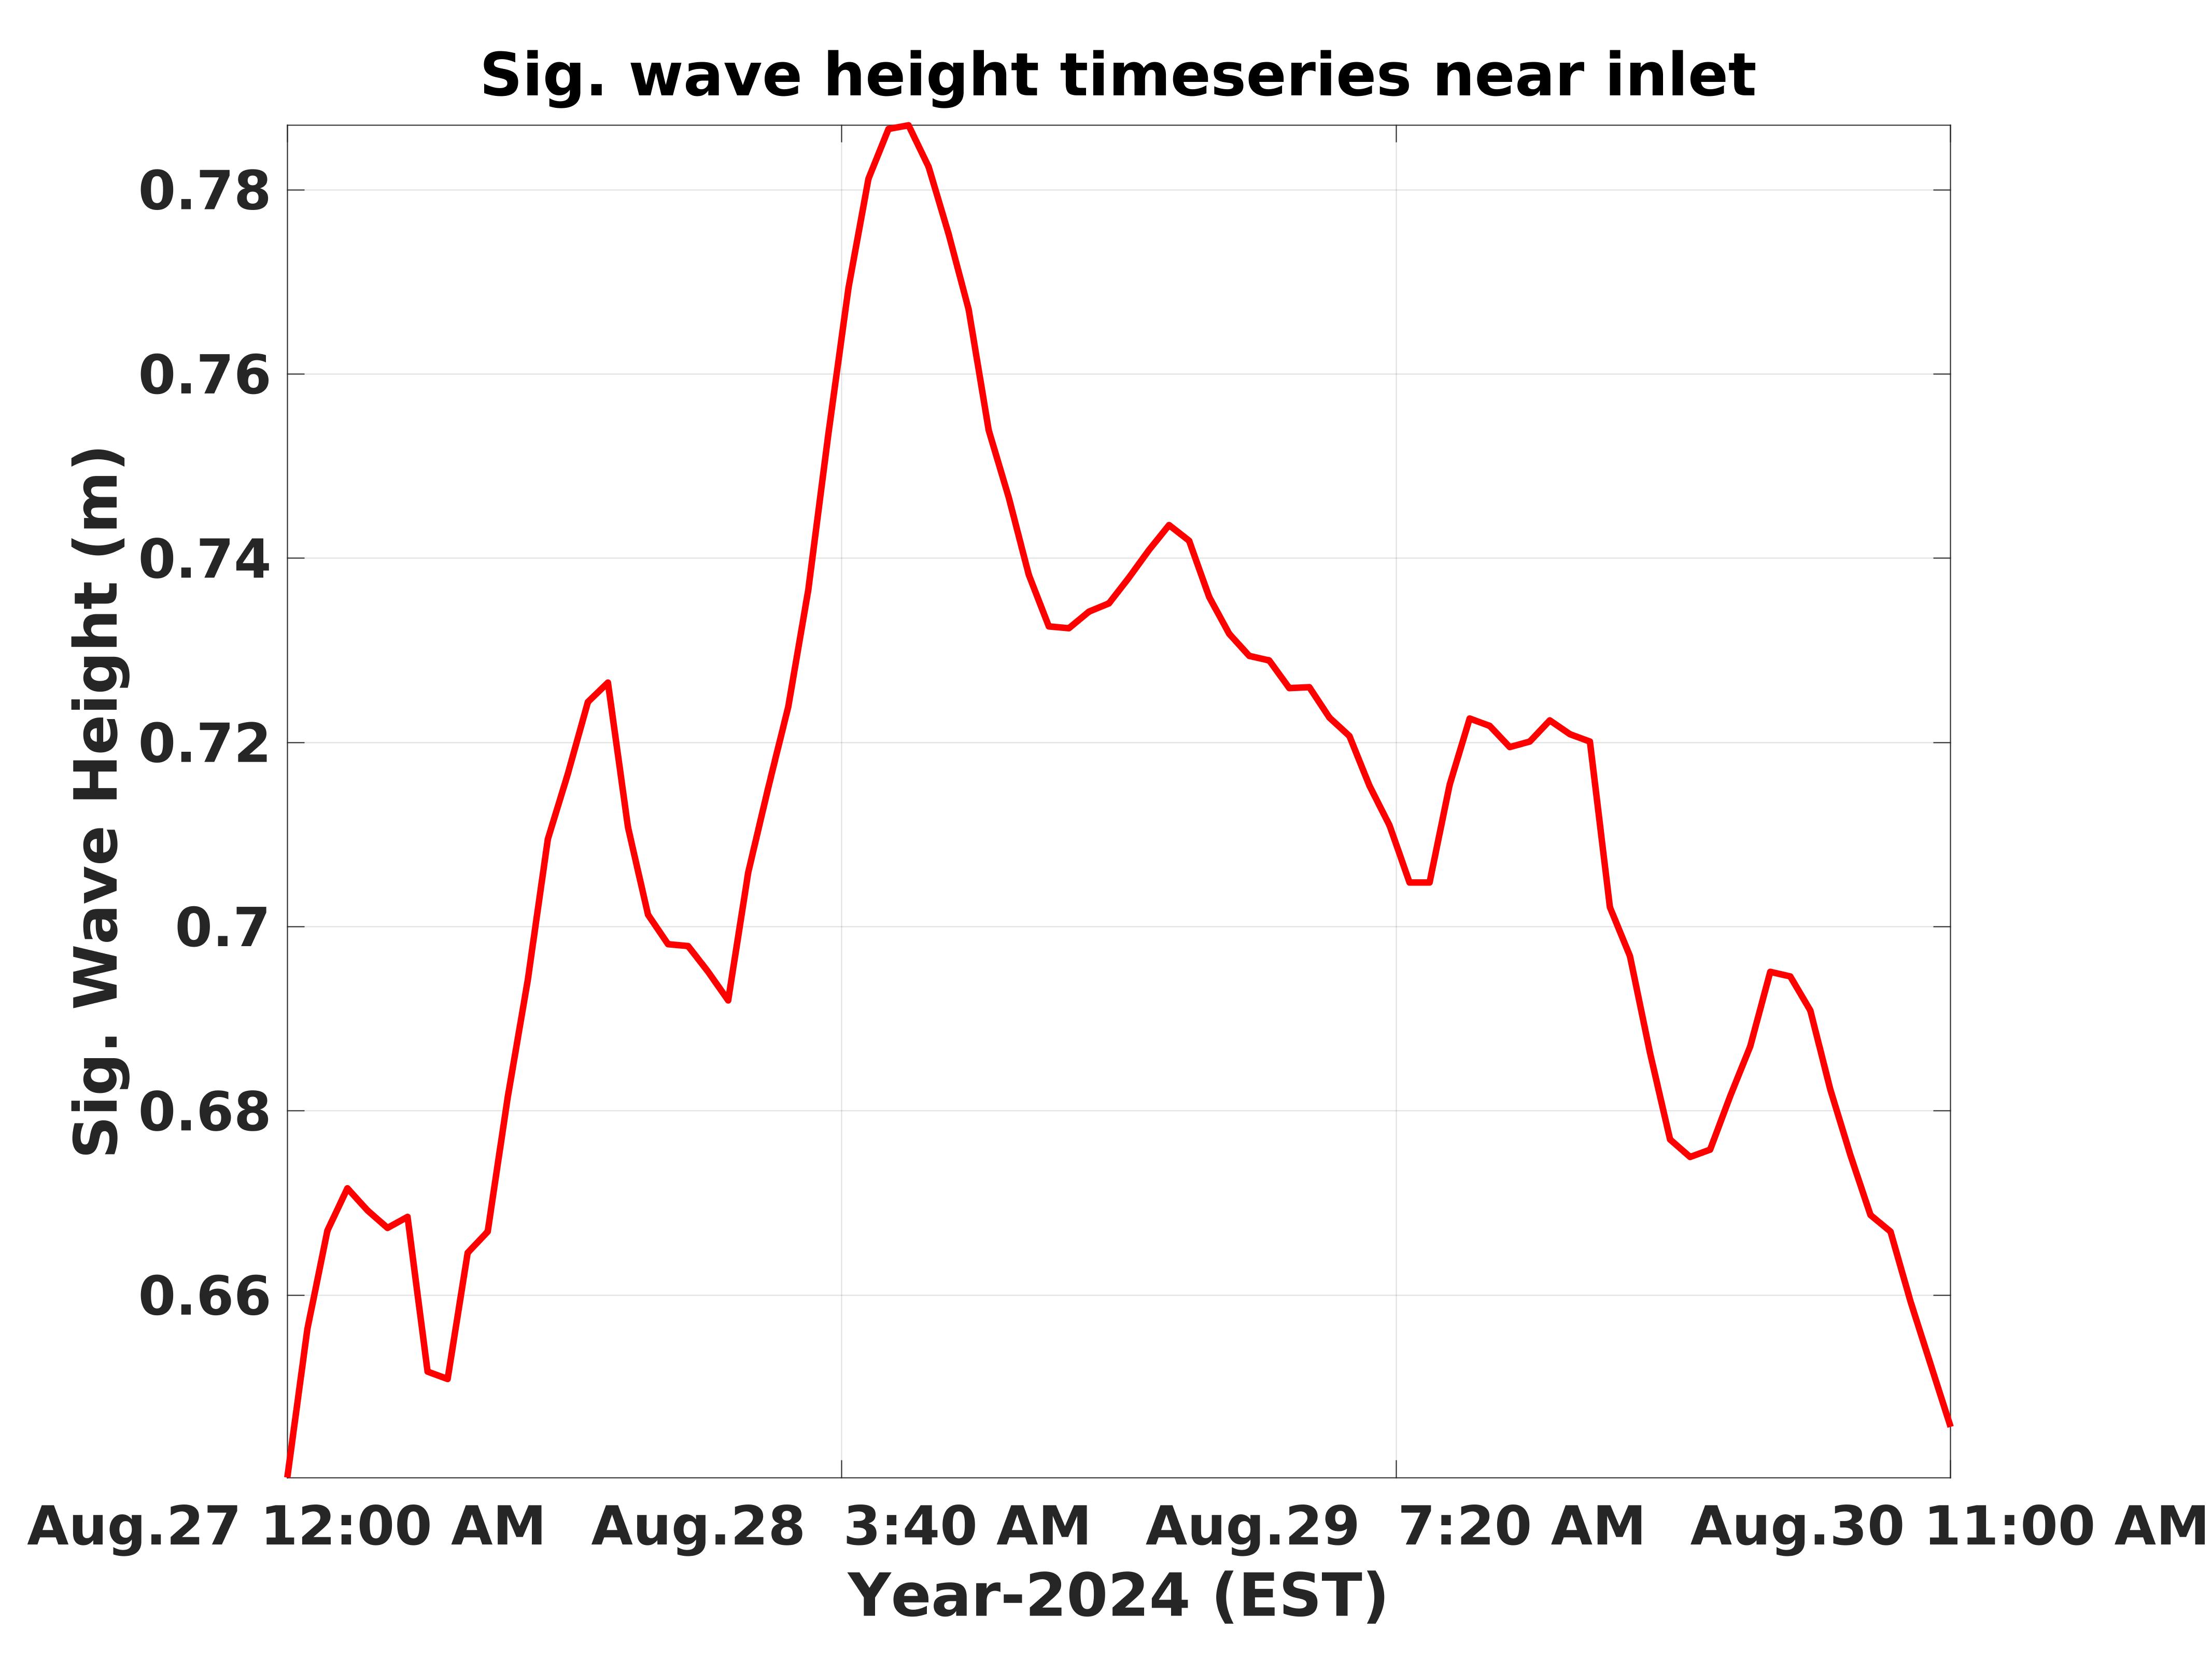 Sig. wave height timeseries near inlet
Sig. Wave Height (m)
0.78
0.76
0.74
0.72
0.7
0.68
0.66
Aug.27 12:00 AM Aug.28 3:40 AM Aug.29 7:20 AM Aug.30 11:00 AM
Year-2024 (EST)